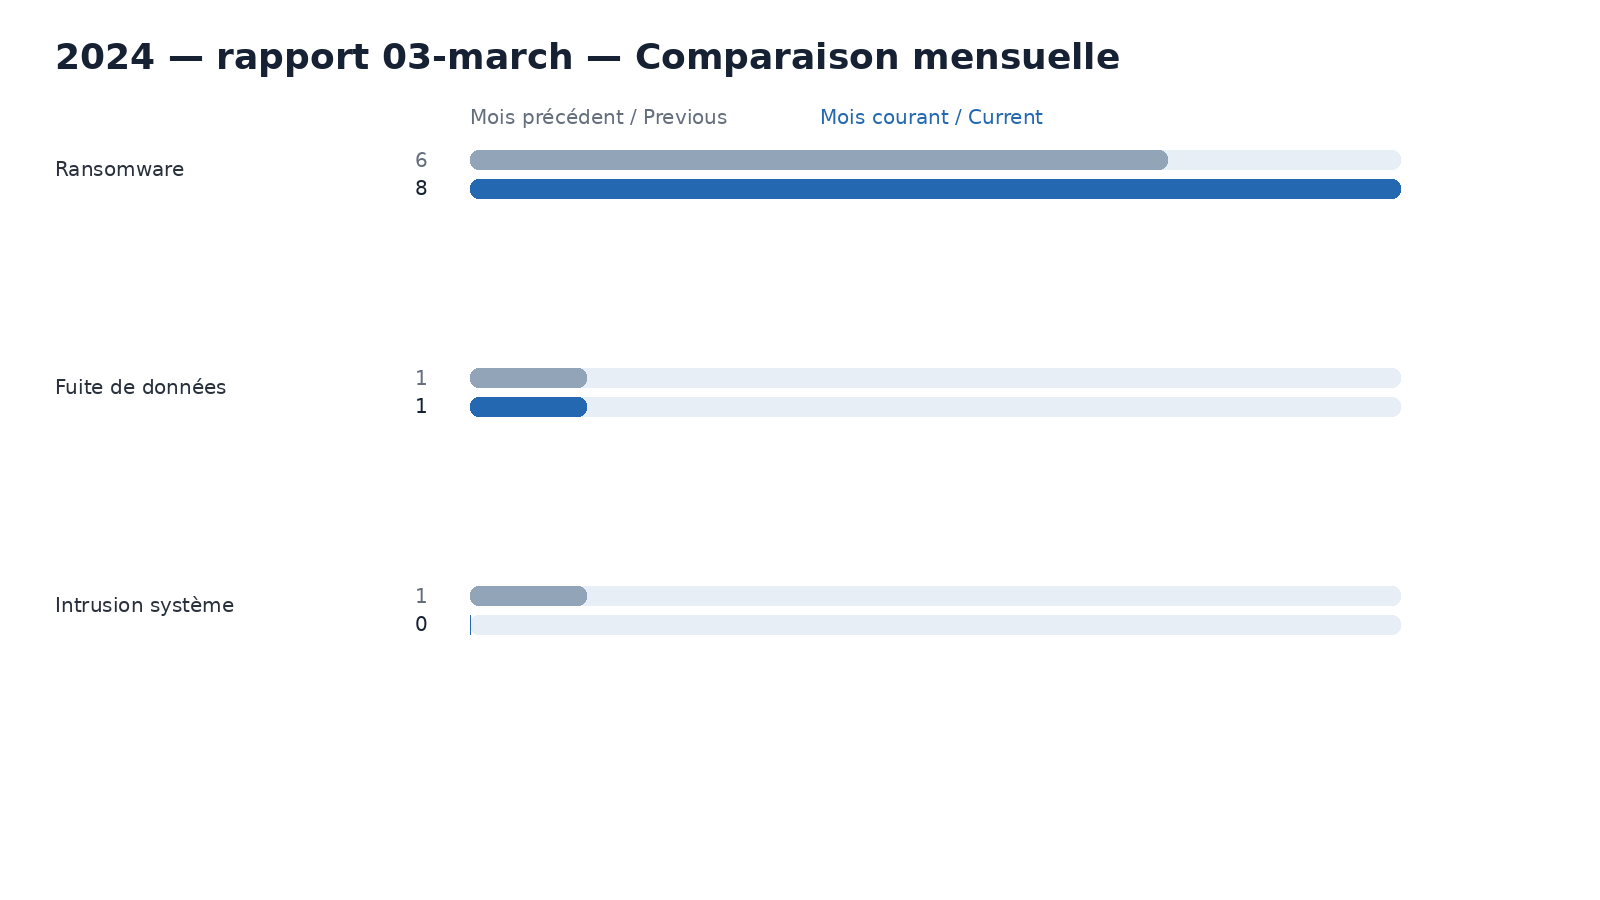 2024 — rapport 03-march — Comparaison mensuelle
Mois précédent / Previous
Mois courant / Current
Ransomware
6
8
Fuite de données
1
1
Intrusion système
1
0